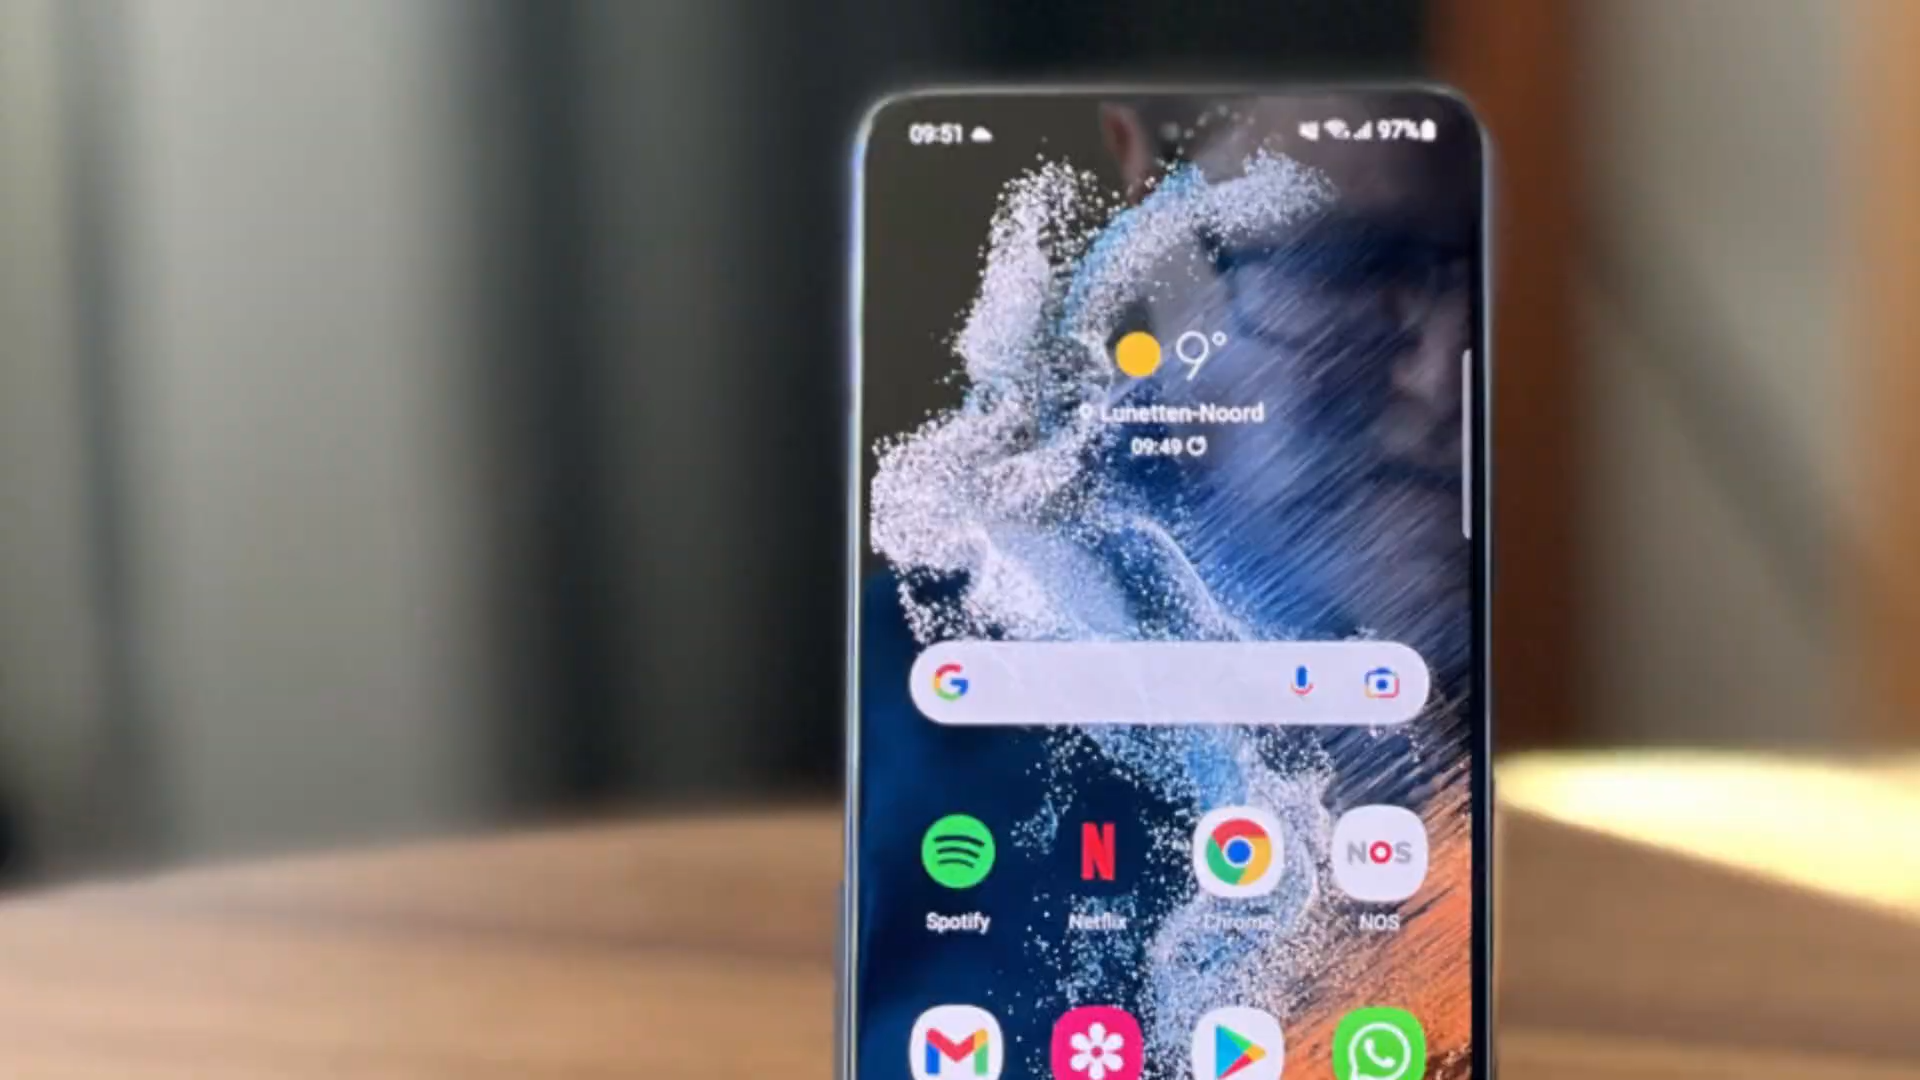 09:51 97%
9°
Lunetten-Noord
09:49
G
N NOS
Spotify Netflix Chrome NOS
M